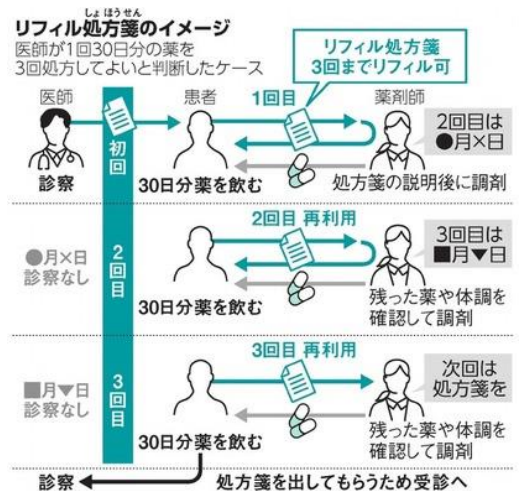 しょほうせん
リフィル処方箋のイメージ
医師が1回30日分の薬を
3回処方してよいと判断したケース
リフィル処方箋
3回までリフィル可
医師
患者
1回目
薬剤師
初回
2回目は
●月×日
診察
30日分薬を飲む
処方箋の説明後に調剤
2回目 再利用
●月×日
診察なし
2回目
3回目は
■月▼日
30日分薬を飲む
残った薬や体調を
確認して調剤
3回目 再利用
■月▼日
診察なし
3回目
次回は
処方箋を
30日分薬を飲む
残った薬や体調を
確認して調剤
診察
処方箋を出してもらうため受診へ